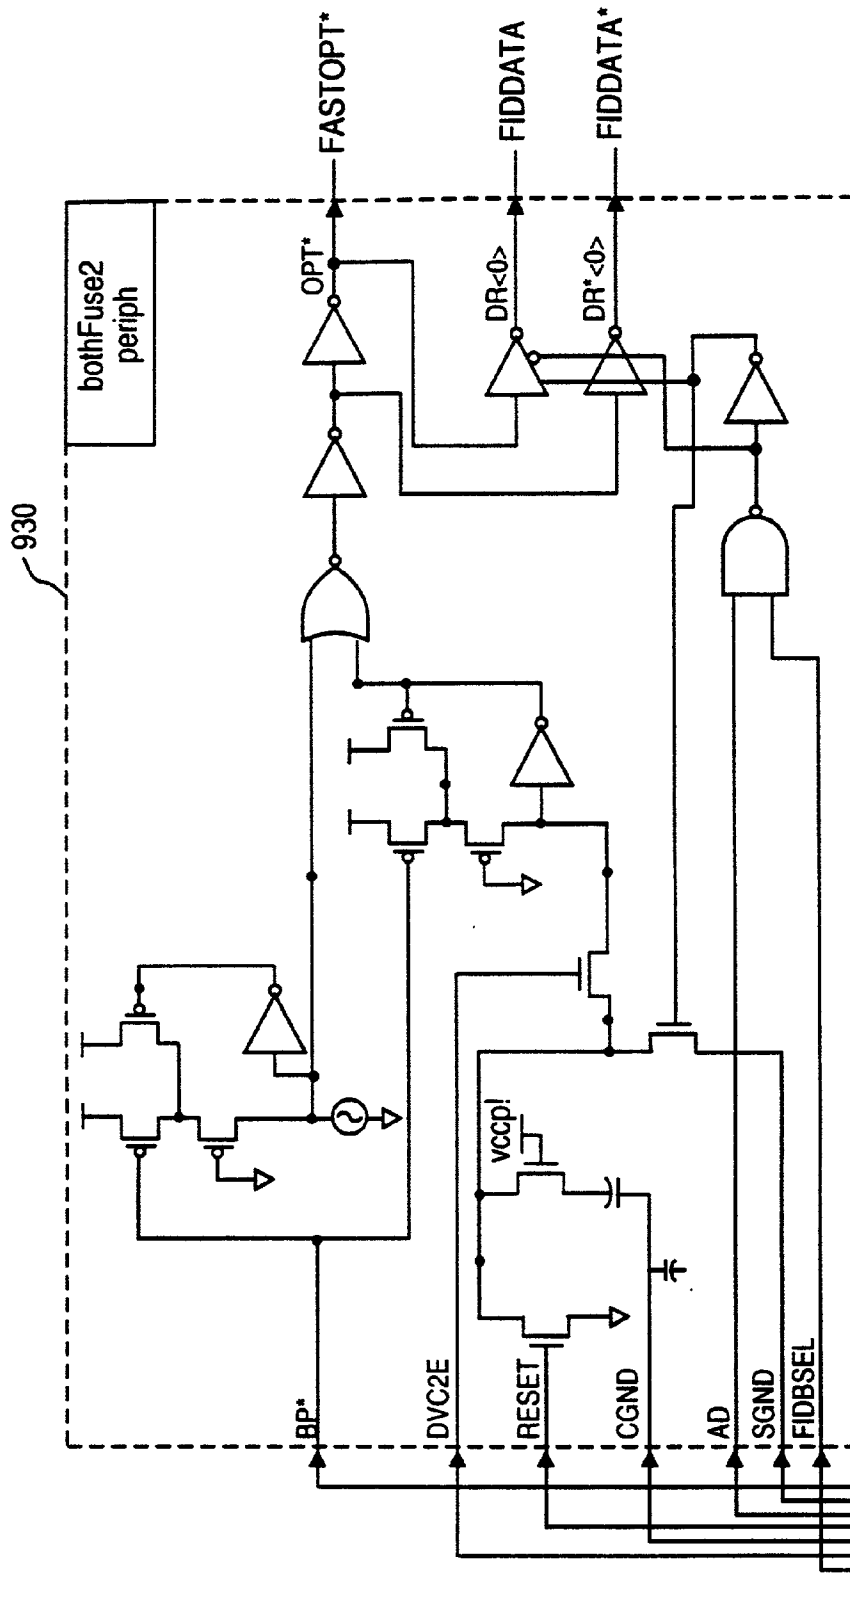 930
bothFuse2
periph
FASTOPT*
OPT*
FIDDATA
DR<0>
FIDDATA*
DR*<0>
vccp!
BP*
DVC2E
RESET
CGND
AD
SGND
FIDBSEL